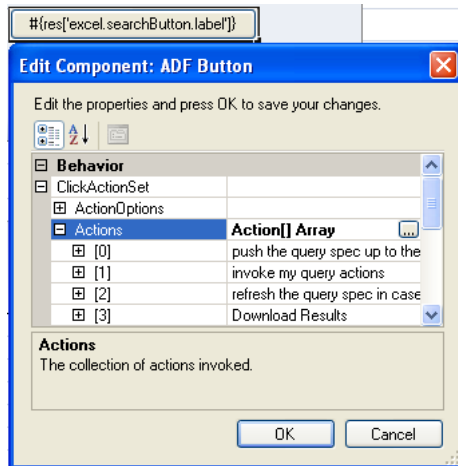 #{res['excel.searchButton.label']}
Edit Component: ADF Button
Edit the properties and press OK to save your changes.
Behavior
ClickActionSet
ActionOptions
Actions Action[] Array ...
[0] push the query spec up to the
[1] invoke my query actions
[2] refresh the query spec in case
[3] Download Results
Actions
The collection of actions invoked.
OK Cancel